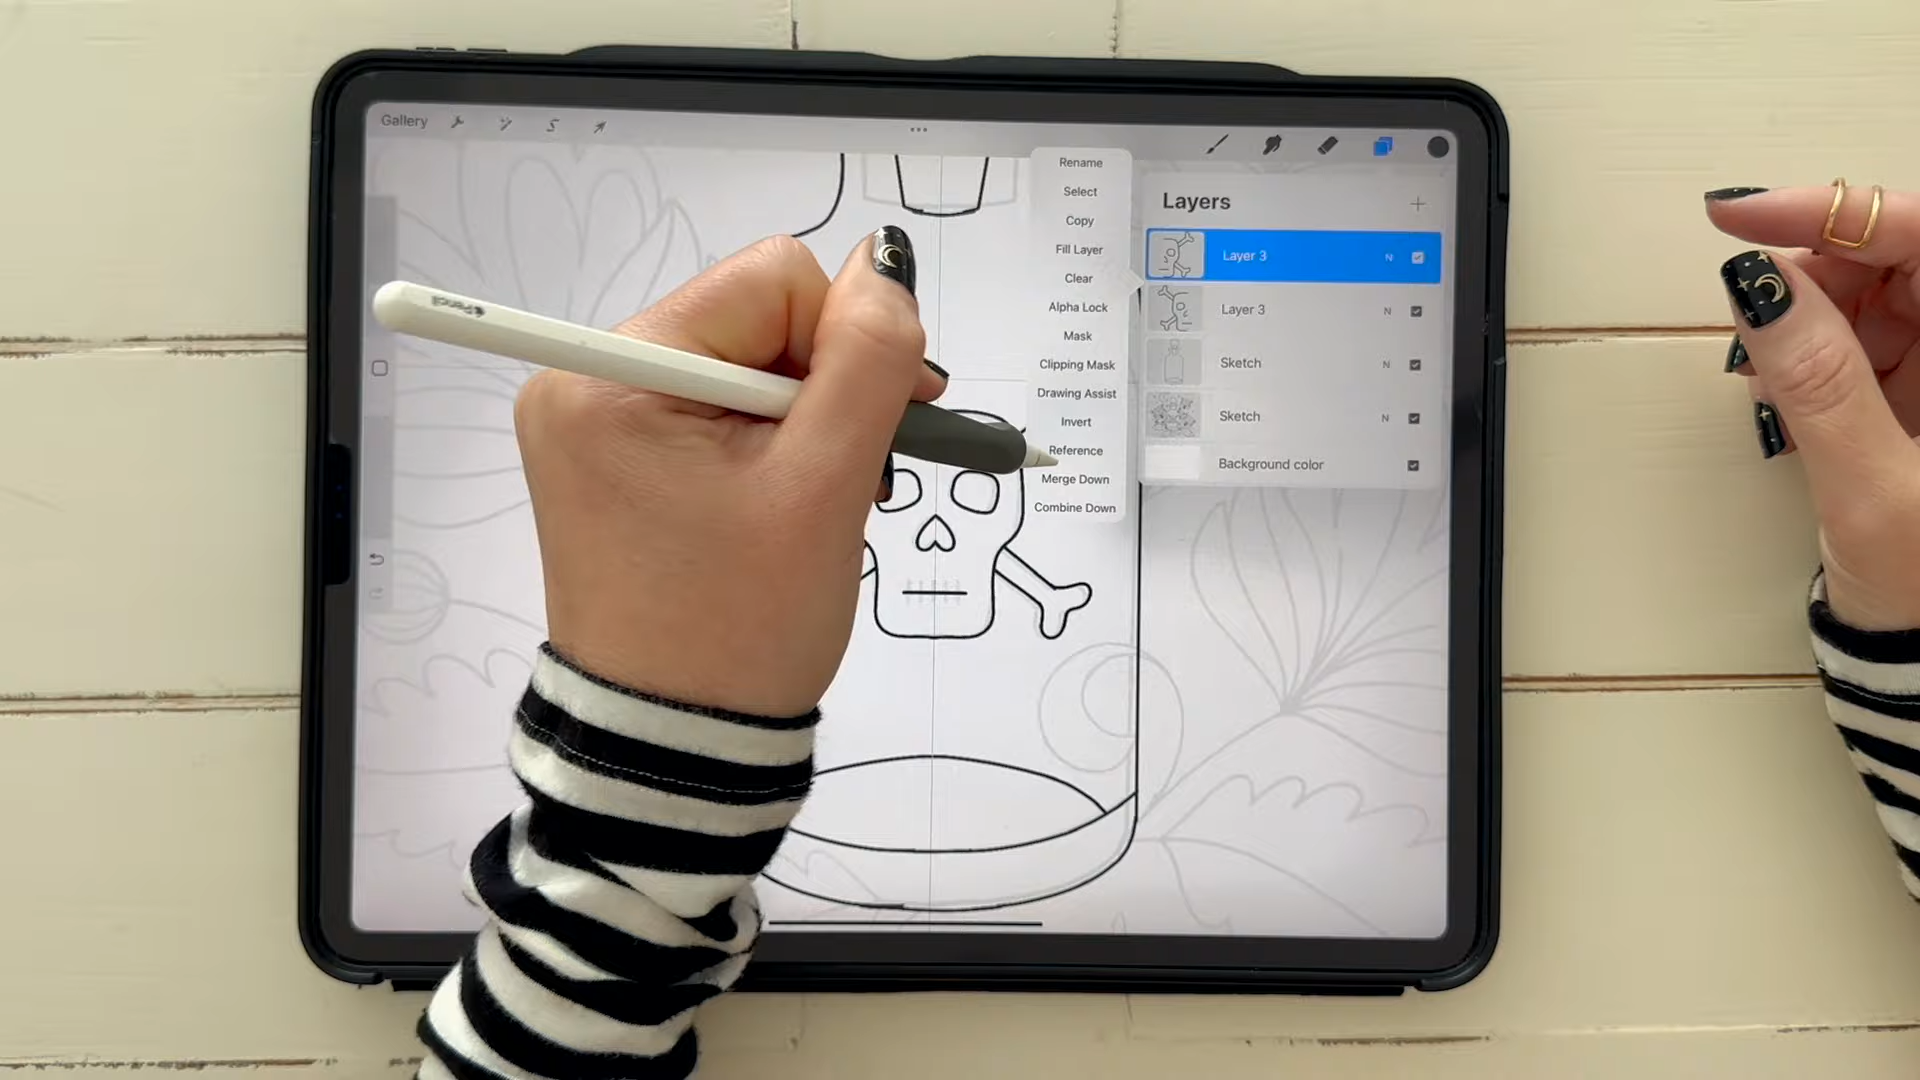 Gallery
Rename
Select
Copy
Fill Layer
Clear
Alpha Lock
Mask
Clipping Mask
Drawing Assist
Invert
Reference
Merge Down
Combine Down
Layers
Layer 3 N
Layer 3 N
Sketch N
Sketch N
Background color
Pencil